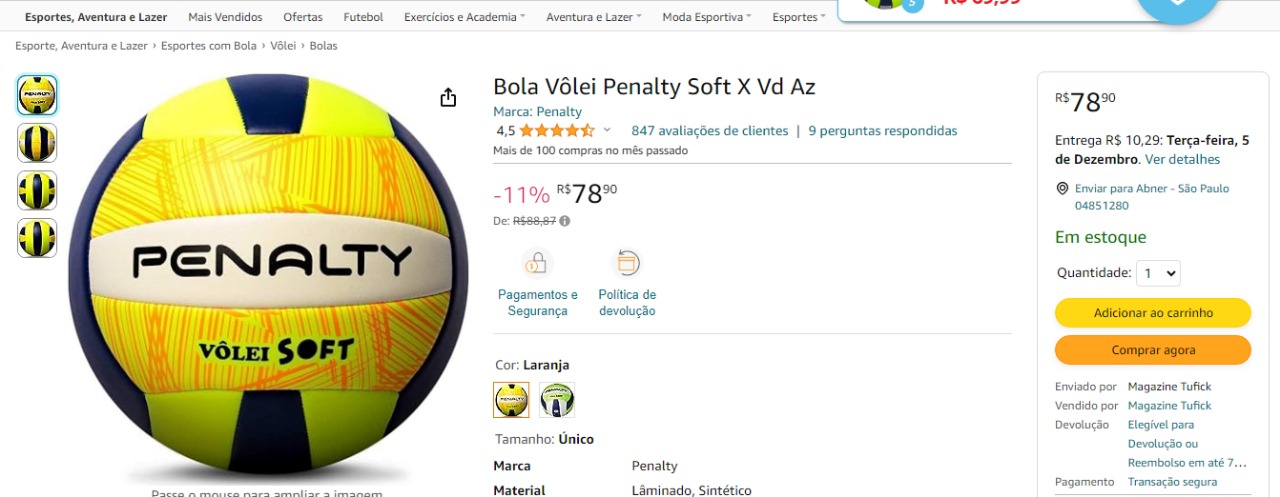 Esportes, Aventura e Lazer Mais Vendidos Ofertas Futebol Exercícios e Academia Aventura e Lazer Moda Esportiva Esportes
5
Esporte, Aventura e Lazer › Esportes com Bola › Vôlei › Bolas
PENALTY
VÔLEI SOFT
Passe o mouse para ampliar a imagem
Bola Vôlei Penalty Soft X Vd Az
Marca: Penalty
4,5 847 avaliações de clientes | 9 perguntas respondidas
Mais de 100 compras no mês passado
-11% R$7890
De: R$88,87
Pagamentos e
Segurança
Política de
devolução
Cor: Laranja
Tamanho: Único
Marca Penalty
Material Lâminado, Sintético
R$7890
Entrega R$ 10,29: Terça-feira, 5
de Dezembro. Ver detalhes
Enviar para Abner - São Paulo
04851280
Em estoque
Quantidade: 1
Adicionar ao carrinho
Comprar agora
Enviado por Magazine Tufick
Vendido por Magazine Tufick
Devolução Elegível para
Devolução ou
Reembolso em até 7...
Pagamento Transação segura